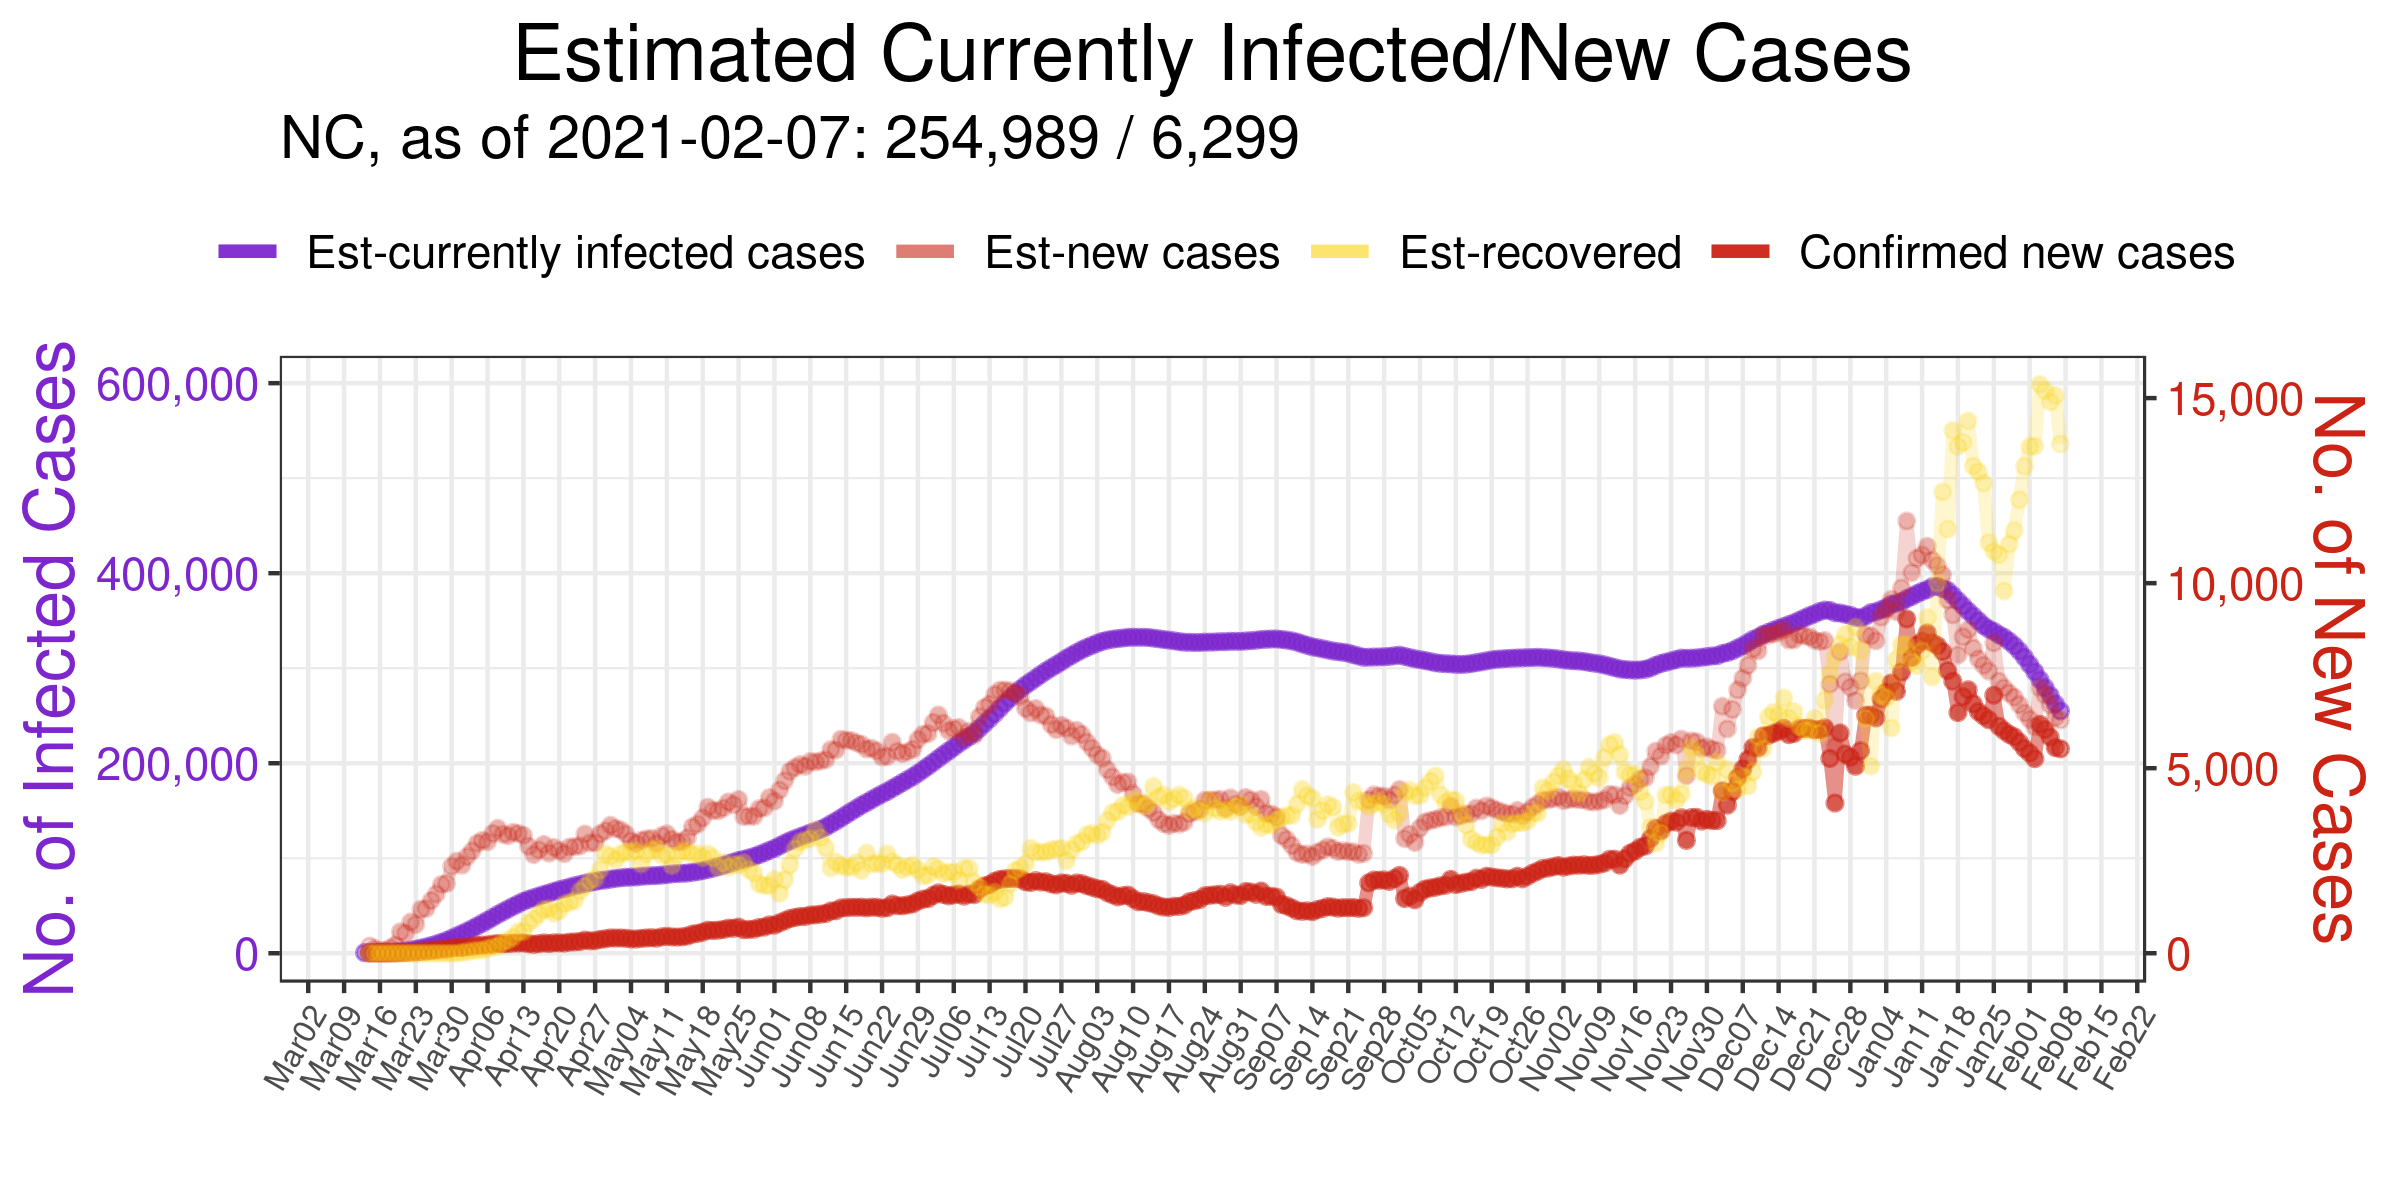 Estimated Currently Infected/New Cases
NC, as of 2021-02-07: 254,989 / 6,299
Est-currently infected cases Est-new cases Est-recovered Confirmed new cases
No. of Infected Cases
600,000
400,000
200,000
0
15,000
10,000
5,000
0
No. of New Cases
Mar02 Mar09 Mar16 Mar23 Mar30 Apr06 Apr13 Apr20 Apr27 May04 May11 May18 May25 Jun01 Jun08 Jun15 Jun22 Jun29 Jul06 Jul13 Jul20 Jul27 Aug03 Aug10 Aug17 Aug24 Aug31 Sep07 Sep14 Sep21 Sep28 Oct05 Oct12 Oct19 Oct26 Nov02 Nov09 Nov16 Nov23 Nov30 Dec07 Dec14 Dec21 Dec28 Jan04 Jan11 Jan18 Jan25 Feb01 Feb08 Feb15 Feb22